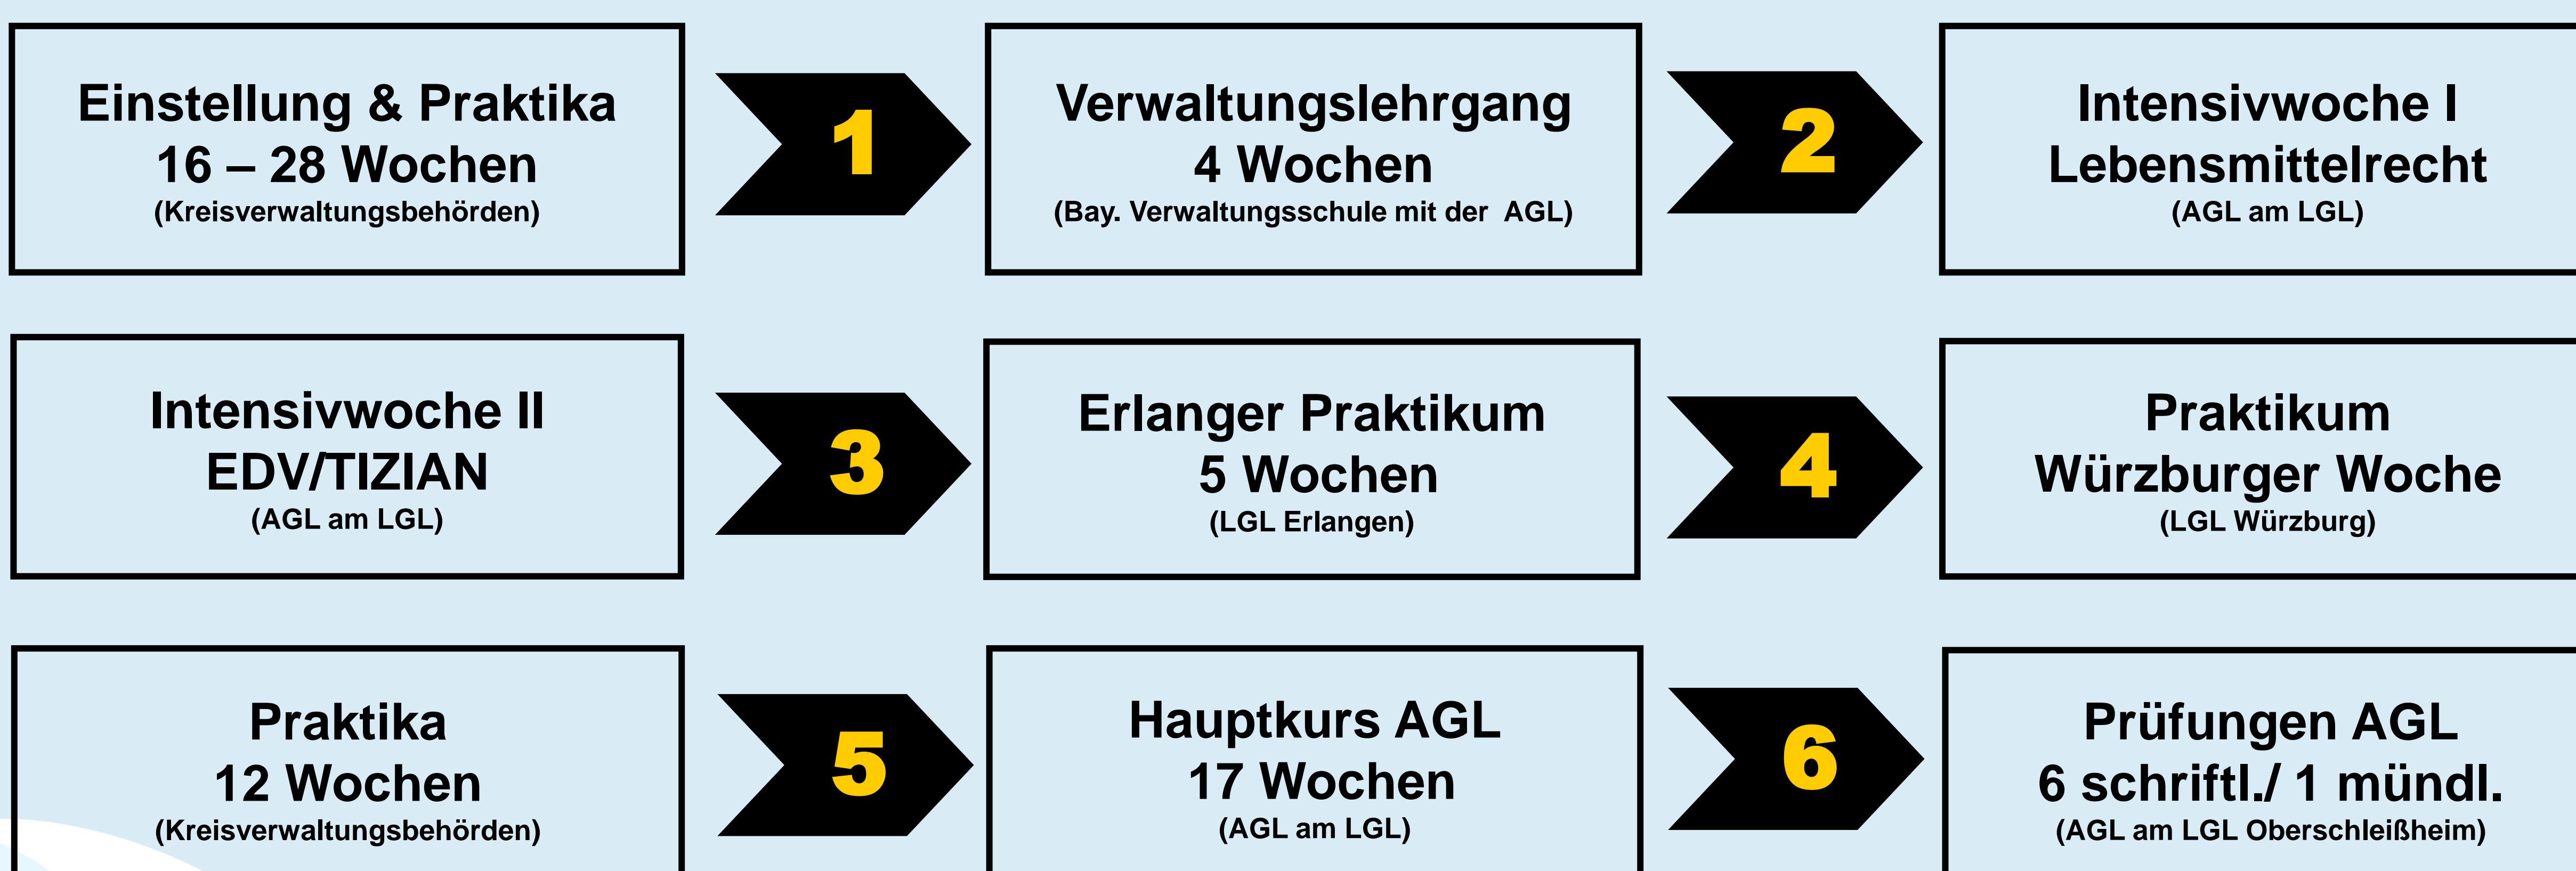 Einstellung & Praktika
16 – 28 Wochen
(Kreisverwaltungsbehörden)
1
Verwaltungslehrgang
4 Wochen
(Bay. Verwaltungsschule mit der AGL)
2
Intensivwoche I
Lebensmittelrecht
(AGL am LGL)
Intensivwoche II
EDV/TIZIAN
(AGL am LGL)
3
Erlanger Praktikum
5 Wochen
(LGL Erlangen)
4
Praktikum
Würzburger Woche
(LGL Würzburg)
Praktika
12 Wochen
(Kreisverwaltungsbehörden)
5
Hauptkurs AGL
17 Wochen
(AGL am LGL)
6
Prüfungen AGL
6 schriftl./ 1 mündl.
(AGL am LGL Oberschleißheim)